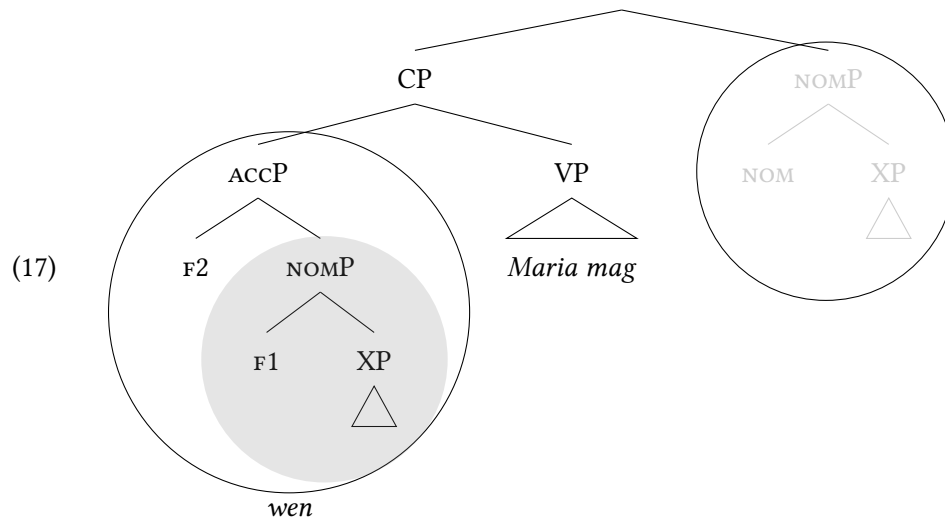 CP
NOMP
ACCP
VP
NOM
XP
(17)
F2
NOMP
Maria mag
F1
XP
wen